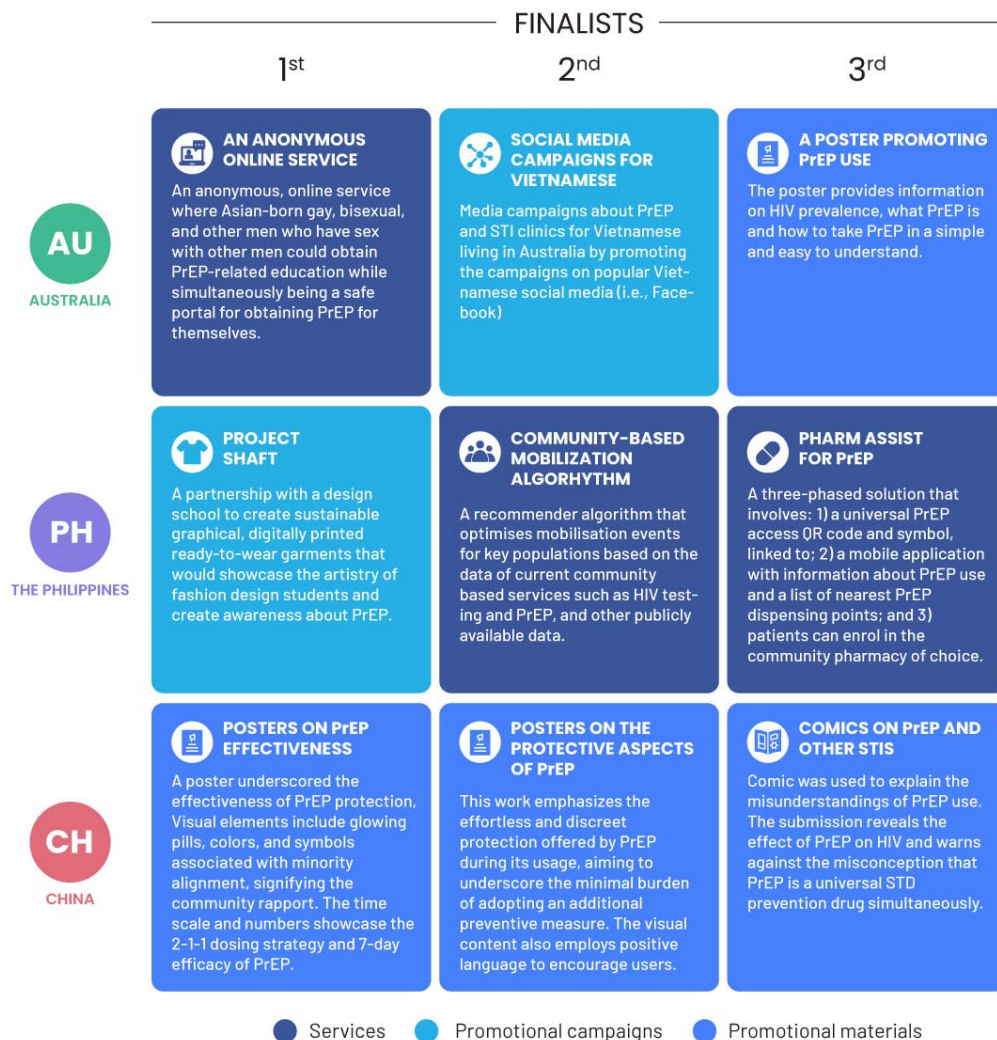 FINALISTS
1st
2nd
3rd
AU
AUSTRALIA
AN ANONYMOUS
ONLINE SERVICE
An anonymous, online service
where Asian-born gay, bisexual,
and other men who have sex
with other men could obtain
PrEP-related education while
simultaneously being a safe
portal for obtaining PrEP for
themselves.
SOCIAL MEDIA
CAMPAIGNS FOR
VIETNAMESE
Media campaigns about PrEP
and STI clinics for Vietnamese
living in Australia by promoting
the campaigns on popular Viet-
namese social media (i.e., Face-
book)
A POSTER PROMOTING
PrEP USE
The poster provides information
on HIV prevalence, what PrEP is
and how to take PrEP in a simple
and easy to understand.
PH
THE PHILIPPINES
PROJECT
SHAFT
A partnership with a design
school to create sustainable
graphical, digitally printed
ready-to-wear garments that
would showcase the artistry of
fashion design students and
create awareness about PrEP.
COMMUNITY-BASED
MOBILIZATION
ALGORHYTHM
A recommender algorithm that
optimises mobilisation events
for key populations based on the
data of current community
based services such as HIV test-
ing and PrEP, and other publicly
available data.
PHARM ASSIST
FOR PrEP
A three-phased solution that
involves: 1) a universal PrEP
access QR code and symbol,
linked to; 2) a mobile application
with information about PrEP use
and a list of nearest PrEP
dispensing points; and 3)
patients can enrol in the
community pharmacy of choice.
CH
CHINA
POSTERS ON PrEP
EFFECTIVENESS
A poster underscored the
effectiveness of PrEP protection,
Visual elements include glowing
pills, colors, and symbols
associated with minority
alignment, signifying the
community rapport. The time
scale and numbers showcase the
2-1-1 dosing strategy and 7-day
efficacy of PrEP.
POSTERS ON THE
PROTECTIVE ASPECTS
OF PrEP
This work emphasizes the
effortless and discreet
protection offered by PrEP
during its usage, aiming to
underscore the minimal burden
of adopting an additional
preventive measure. The visual
content also employs positive
language to encourage users.
COMICS ON PrEP AND
OTHER STIS
Comic was used to explain the
misunderstandings of PrEP use.
The submission reveals the
effect of PrEP on HIV and warns
against the misconception that
PrEP is a universal STD
prevention drug simultaneously.
Services
Promotional campaigns
Promotional materials